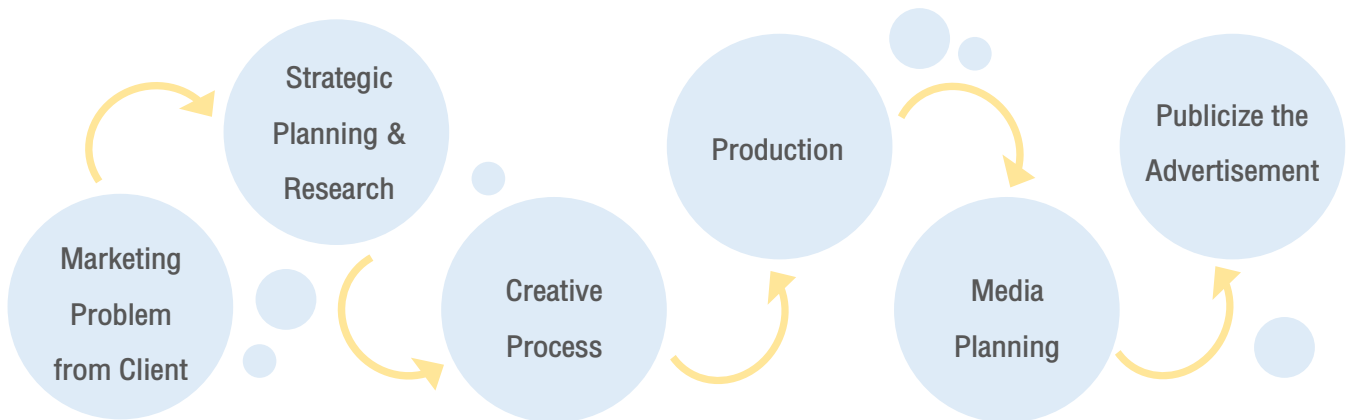 Marketing
Problem
from Client
Strategic
Planning &
Research
Creative
Process
Production
Media
Planning
Publicize the
Advertisement